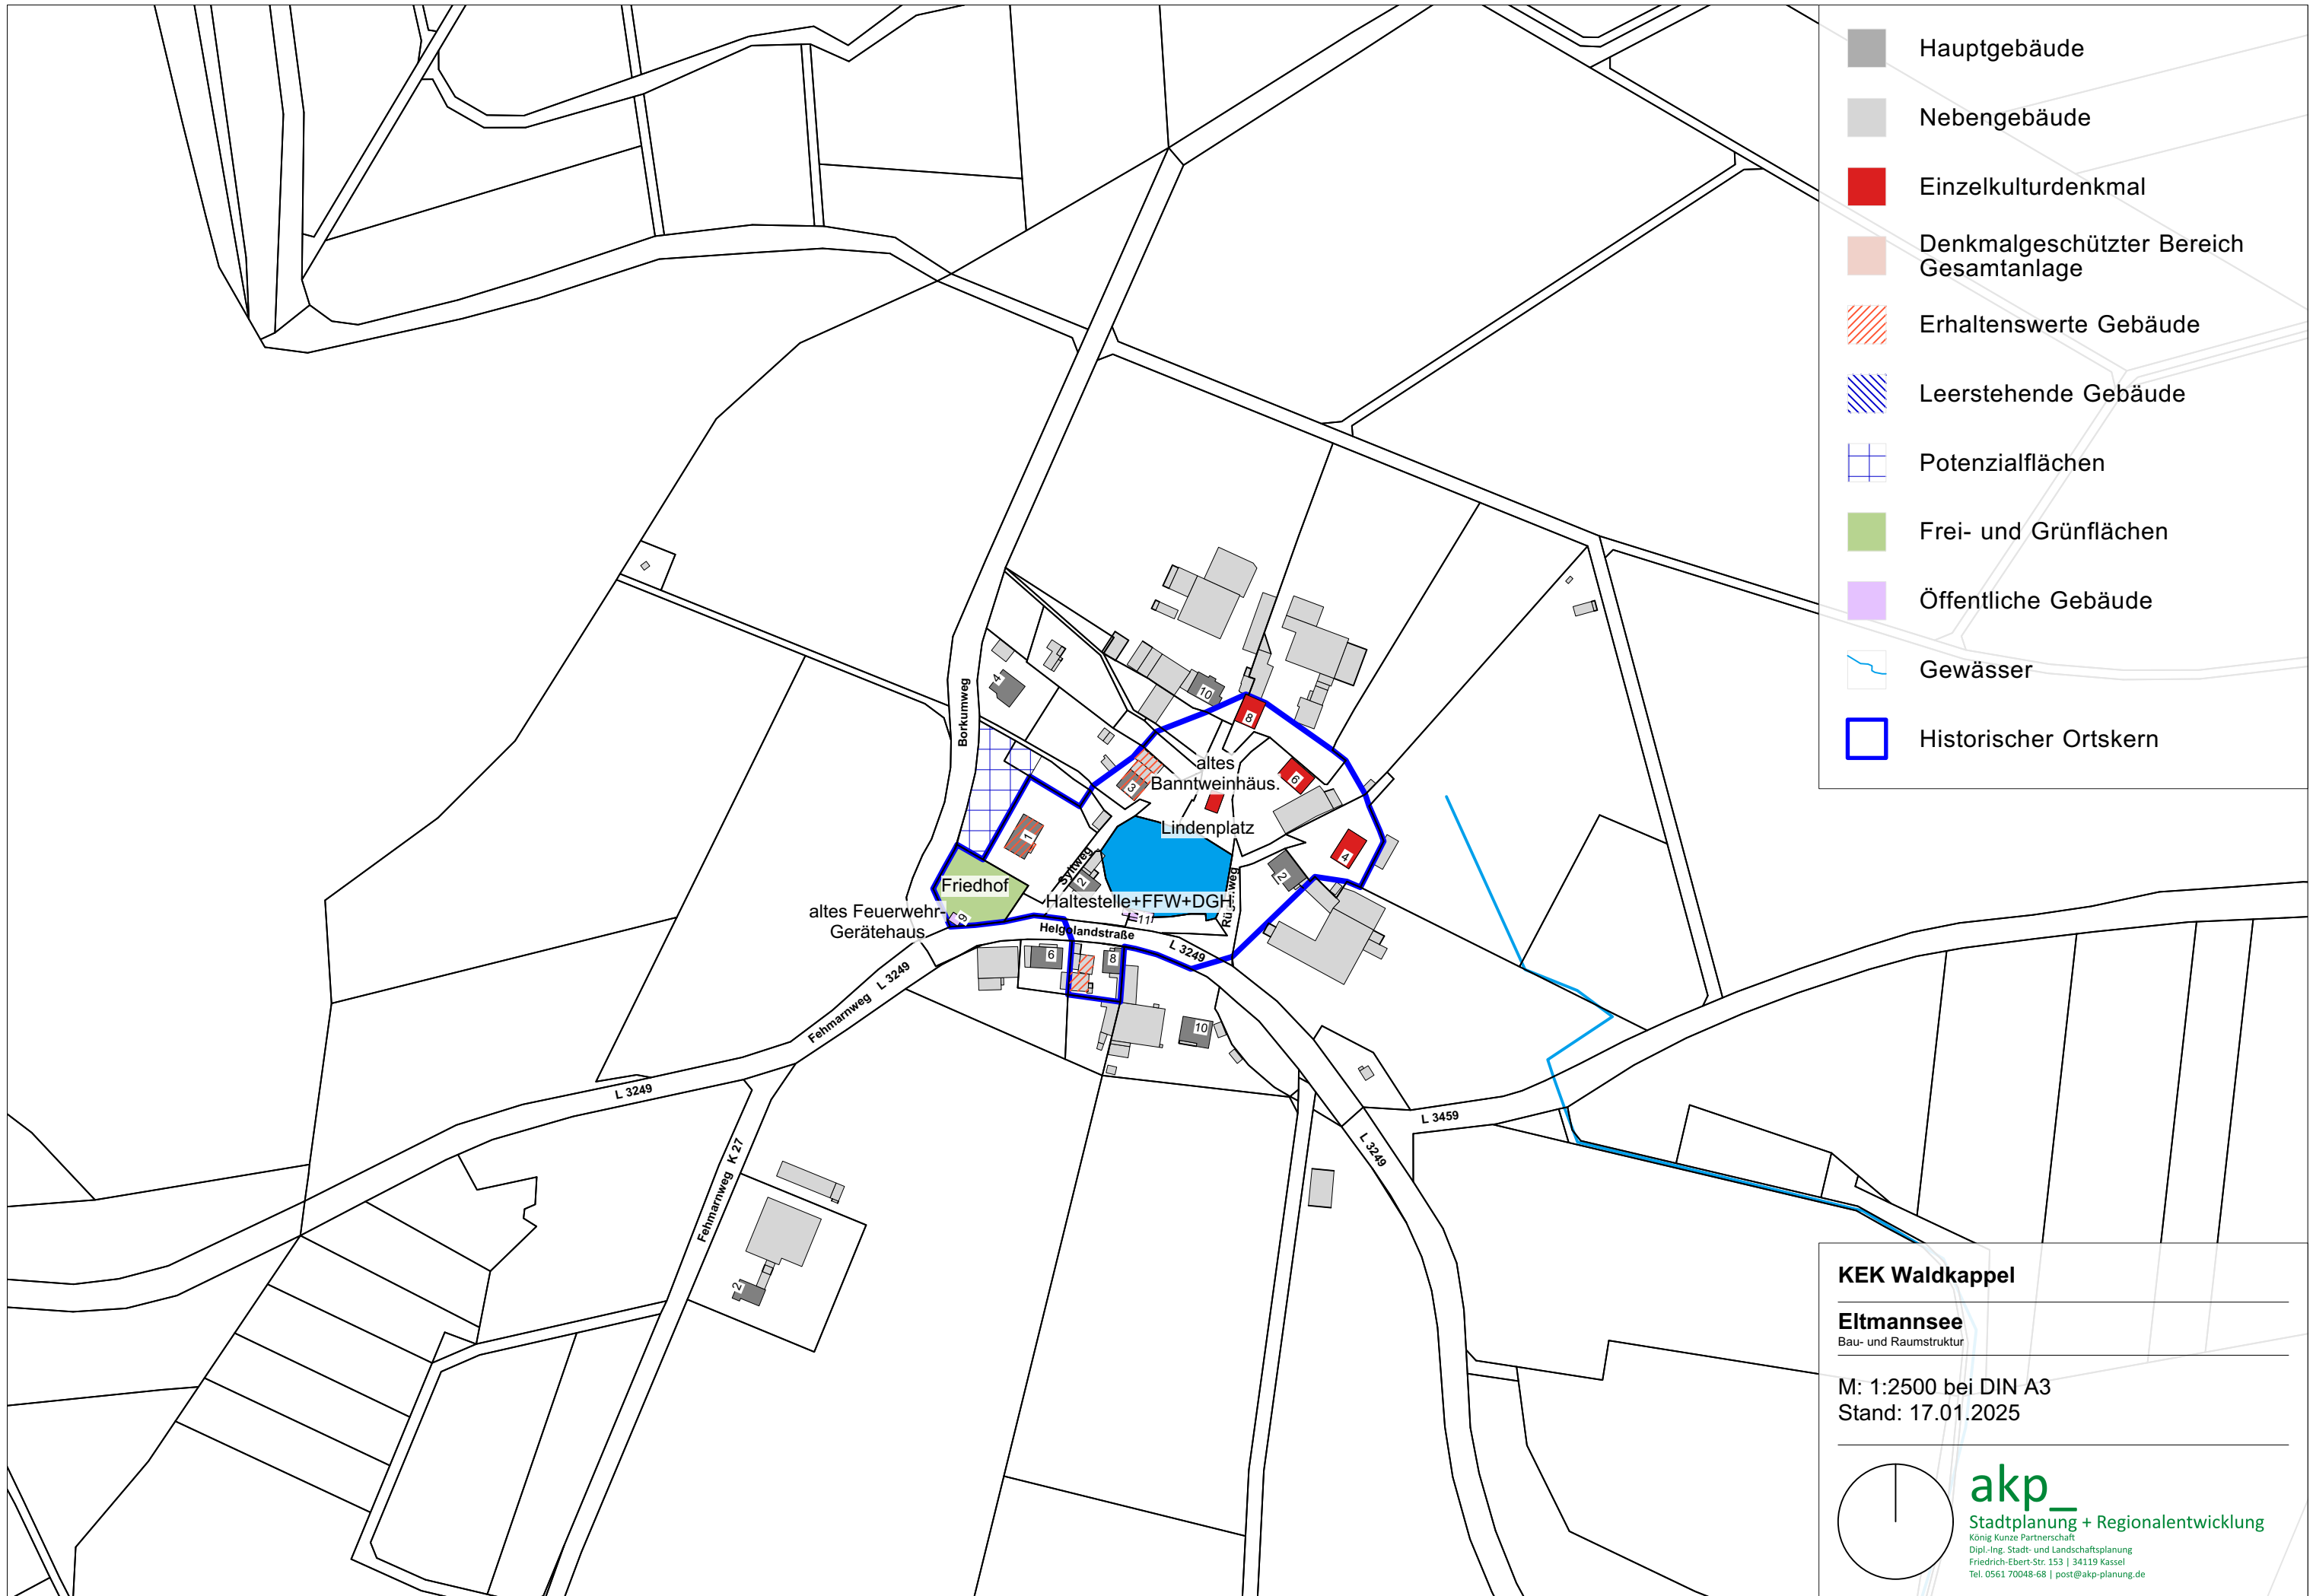 Hauptgebäude
Nebengebäude
Einzelkulturdenkmal
Denkmalgeschützter Bereich
Gesamtanlage
Erhaltenswerte Gebäude
Leerstehende Gebäude
Potenzialflächen
Frei- und Grünflächen
Öffentliche Gebäude
Gewässer
Historischer Ortskern
4
10
8
Borkumweg
altes
Banntweinhäus.
6
3
Lindenplatz
1
4
Syltweg
2
2
Friedhof
Haltestelle+FFW+DGH
altes Feuerwehr-
Gerätehaus
9
11
Helgolandstraße
L 3249
6
8
10
Fehmarnweg L 3249
L 3249
L 3459
L 3249
Fehmarnweg K 27
2
KEK Waldkappel
Eltmannsee
Bau- und Raumstruktur
M: 1:2500 bei DIN A3
Stand: 17.01.2025
akp_
Stadtplanung + Regionalentwicklung
König Kunze Partnerschaft
Dipl.-Ing. Stadt- und Landschaftsplanung
Friedrich-Ebert-Str. 153 | 34119 Kassel
Tel. 0561 70048-68 | post@akp-planung.de